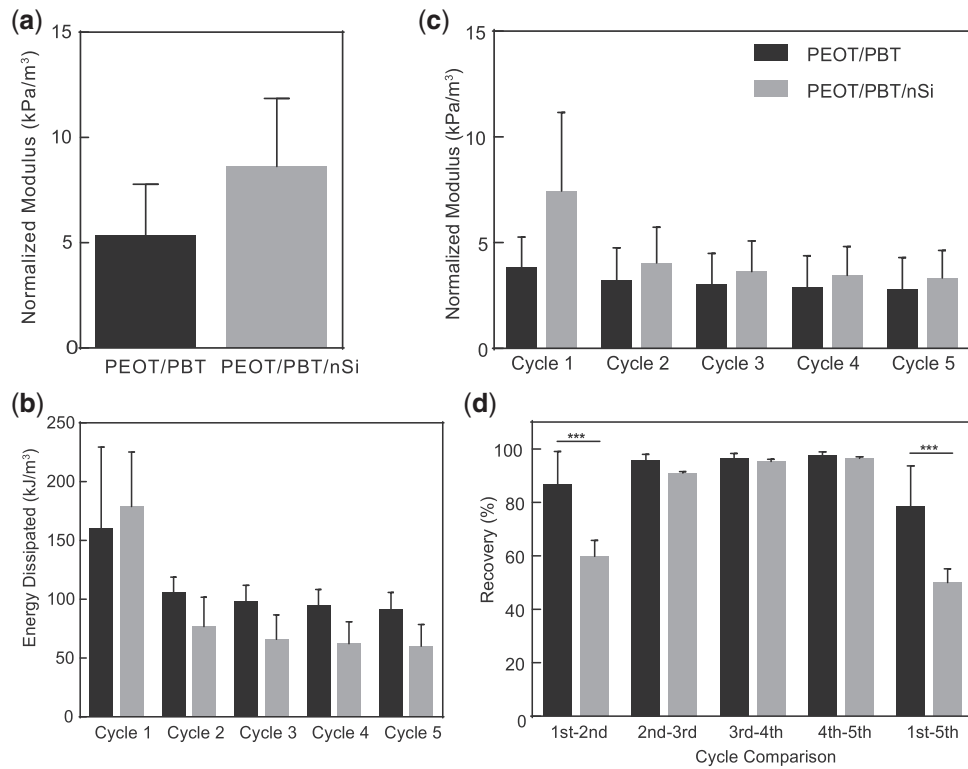 (a)
Normalized Modulus (kPa/m³)
15
10
5
0
PEOT/PBT
PEOT/PBT/nSi
(c)
Normalized Modulus (kPa/m³)
15
10
5
0
PEOT/PBT
PEOT/PBT/nSi
Cycle 1
Cycle 2
Cycle 3
Cycle 4
Cycle 5
(b)
Energy Dissipated (kJ/m³)
250
200
150
100
50
0
Cycle 1
Cycle 2
Cycle 3
Cycle 4
Cycle 5
(d)
Recovery (%)
100
80
60
40
20
0
***
***
1st-2nd
2nd-3rd
3rd-4th
4th-5th
1st-5th
Cycle Comparison